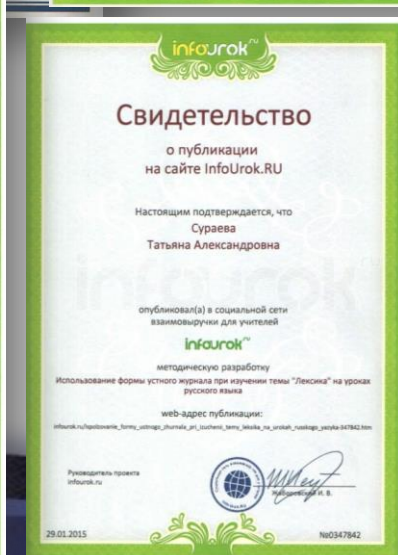 infourok.ru
Свидетельство
о публикации
на сайте InfoUrok.RU
Настоящим подтверждается, что
Сураева
Татьяна Александровна
опубликовал(а) в социальной сети
взаимовыручки для учителей
infourok™
методическую разработку
Использование формы устного журнала при изучении темы "Лексика" на уроках
русского языка
web-адрес публикации:
Руководитель проекта
infourok.ru
Жаборовский И. В.
29.01.2015
№0347842